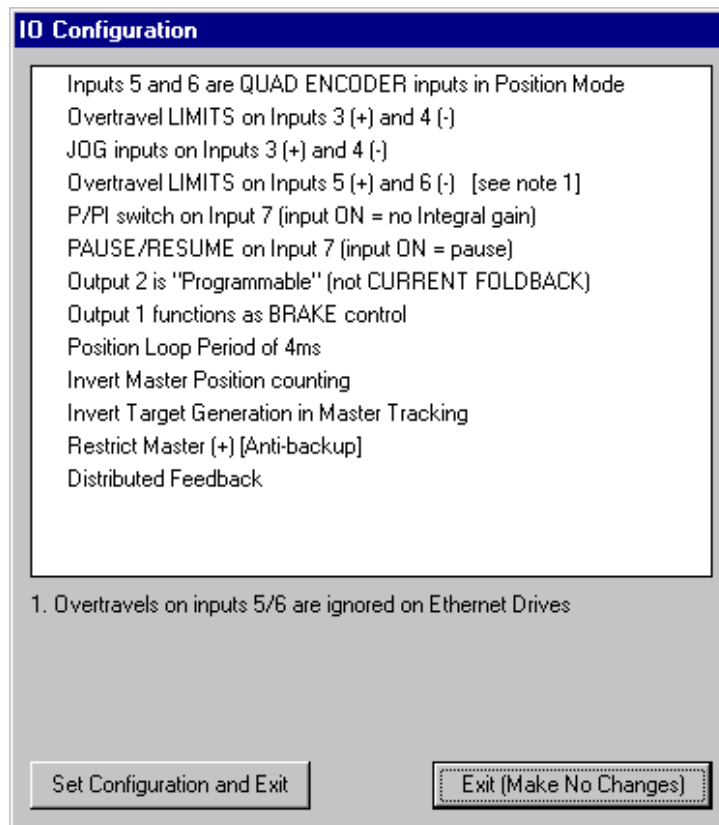 IO Configuration
Inputs 5 and 6 are QUAD ENCODER inputs in Position Mode
Overtravel LIMITS on Inputs 3 (+) and 4 (-)
JOG inputs on Inputs 3 (+) and 4 (-)
Overtravel LIMITS on Inputs 5 (+) and 6 (-) [see note 1]
P/PI switch on Input 7 (input ON = no Integral gain)
PAUSE/RESUME on Input 7 (input ON = pause)
Output 2 is "Programmable" (not CURRENT FOLDBACK)
Output 1 functions as BRAKE control
Position Loop Period of 4ms
Invert Master Position counting
Invert Target Generation in Master Tracking
Restrict Master (+) [Anti-backup]
Distributed Feedback
1. Overtravels on inputs 5/6 are ignored on Ethernet Drives
Set Configuration and Exit
Exit (Make No Changes)